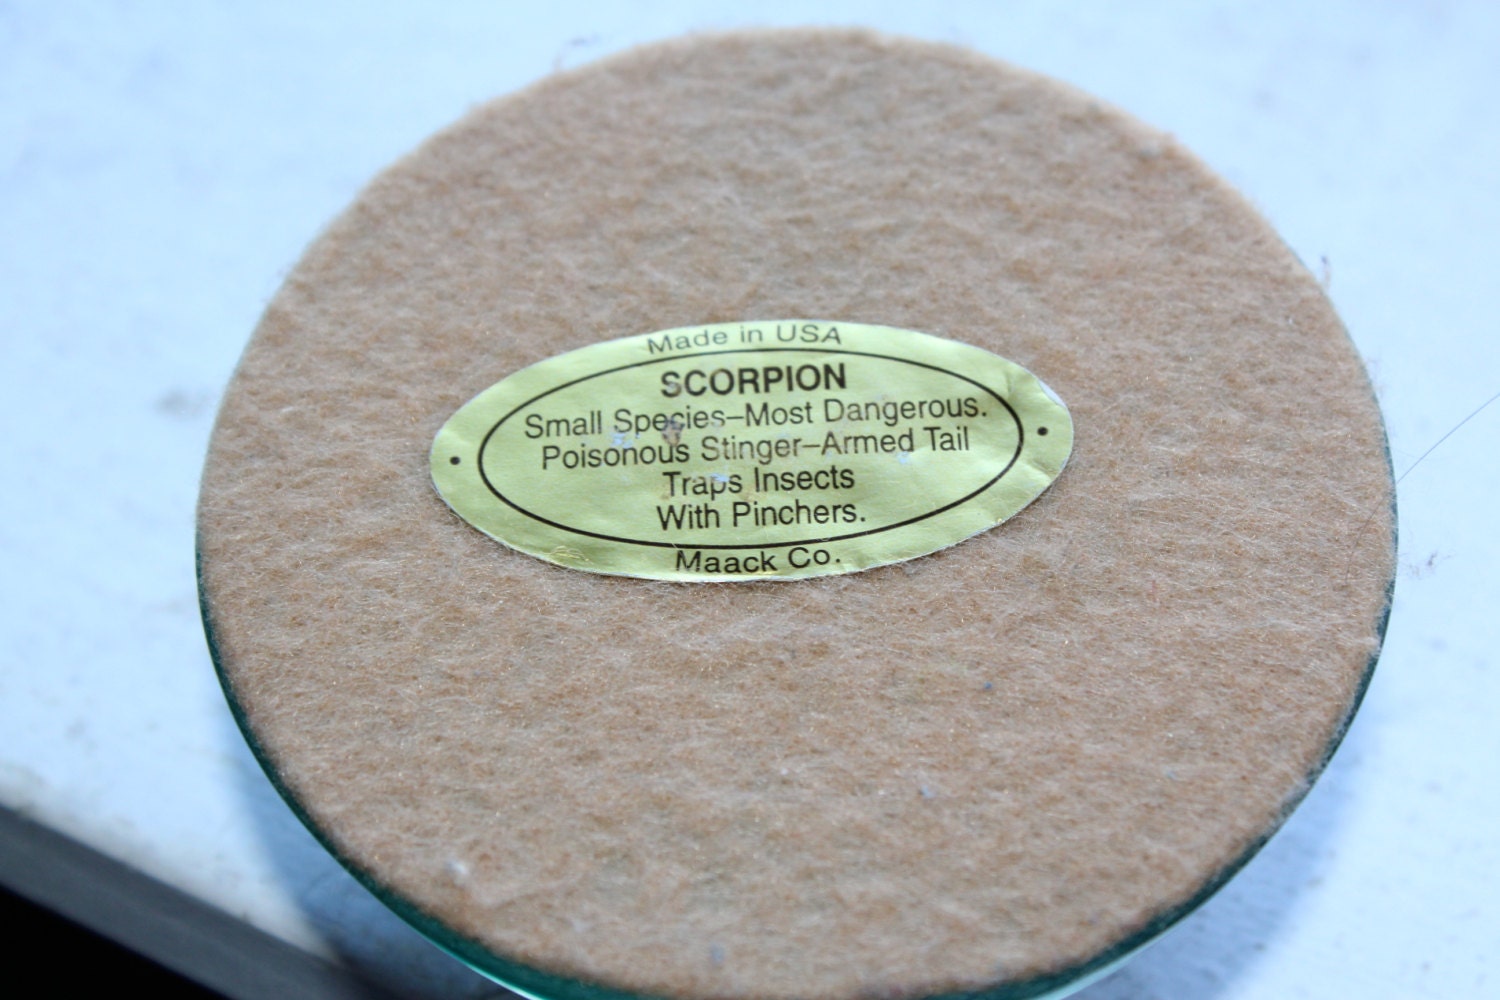 Made in USA
SCORPION
Small Species–Most Dangerous.
Poisonous Stinger–Armed Tail
Traps Insects
With Pinchers.
Maack Co.